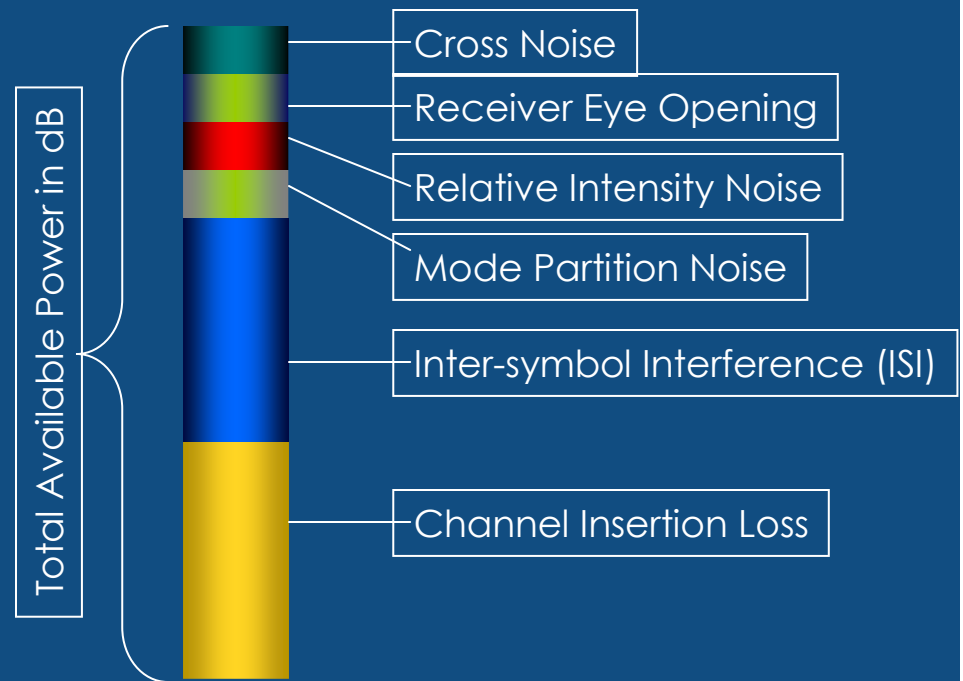 Total Available Power in dB
Cross Noise
Receiver Eye Opening
Relative Intensity Noise
Mode Partition Noise
Inter-symbol Interference (ISI)
Channel Insertion Loss